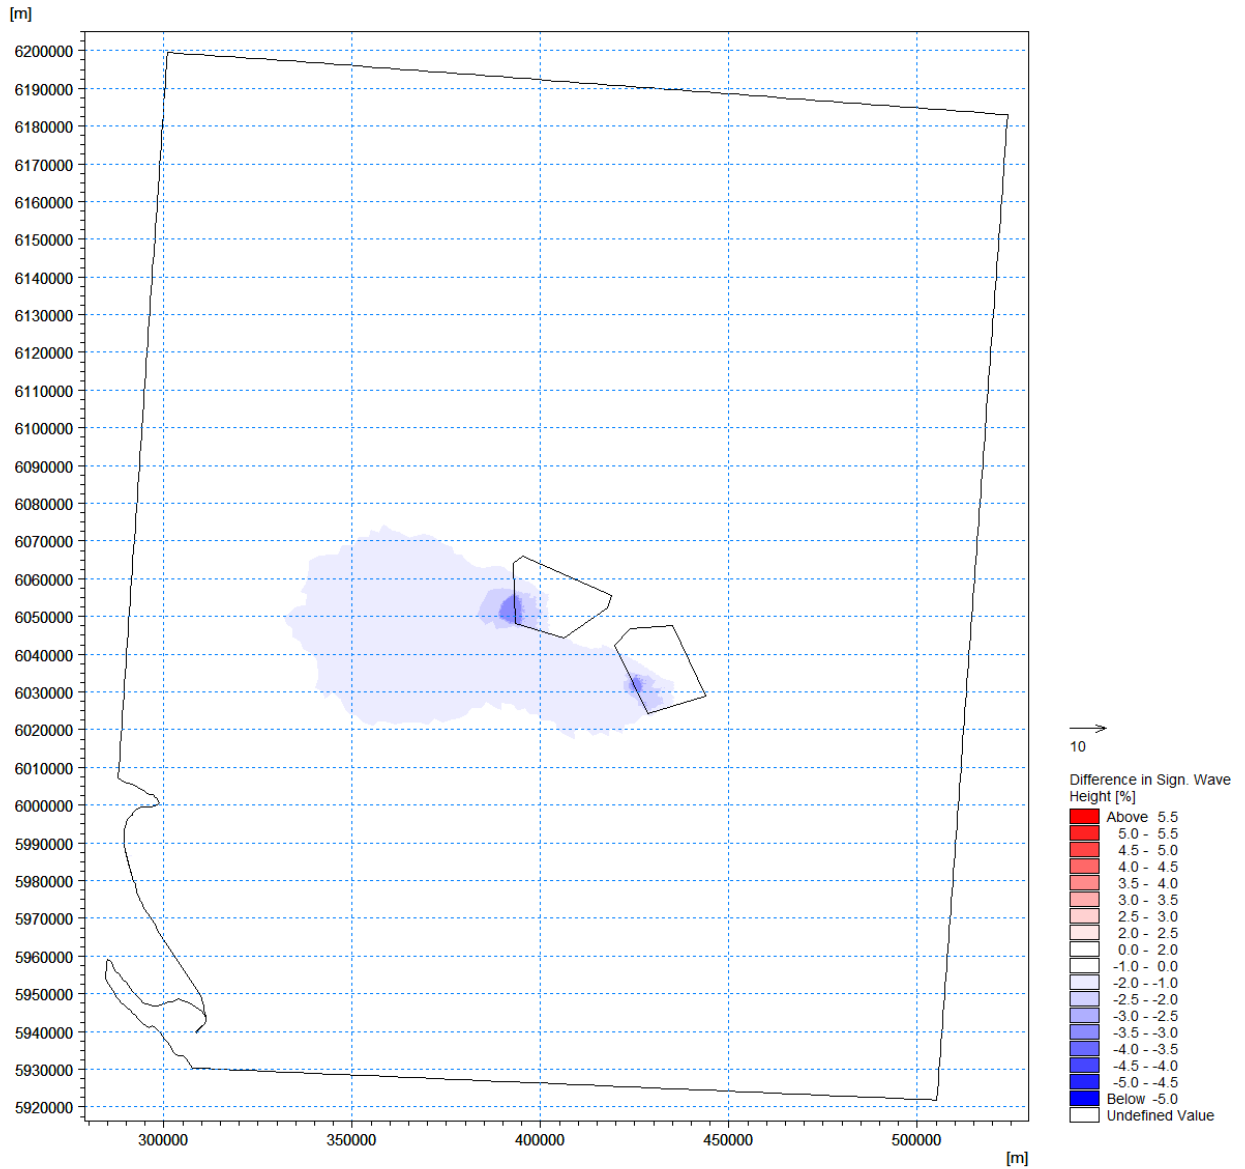 [m]
6200000
6190000
6180000
6170000
6160000
6150000
6140000
6130000
6120000
6110000
6100000
6090000
6080000
6070000
6060000
6050000
6040000
6030000
6020000
6010000
6000000
5990000
5980000
5970000
5960000
5950000
5940000
5930000
5920000
300000 350000 400000 450000 500000
[m]
10
Difference in Sign. Wave
Height [%]
Above 5.5
5.0 - 5.5
4.5 - 5.0
4.0 - 4.5
3.5 - 4.0
3.0 - 3.5
2.5 - 3.0
2.0 - 2.5
0.0 - 2.0
-1.0 - 0.0
-2.0 - -1.0
-2.5 - -2.0
-3.0 - -2.5
-3.5 - -3.0
-4.0 - -3.5
-4.5 - -4.0
-5.0 - -4.5
Below -5.0
Undefined Value